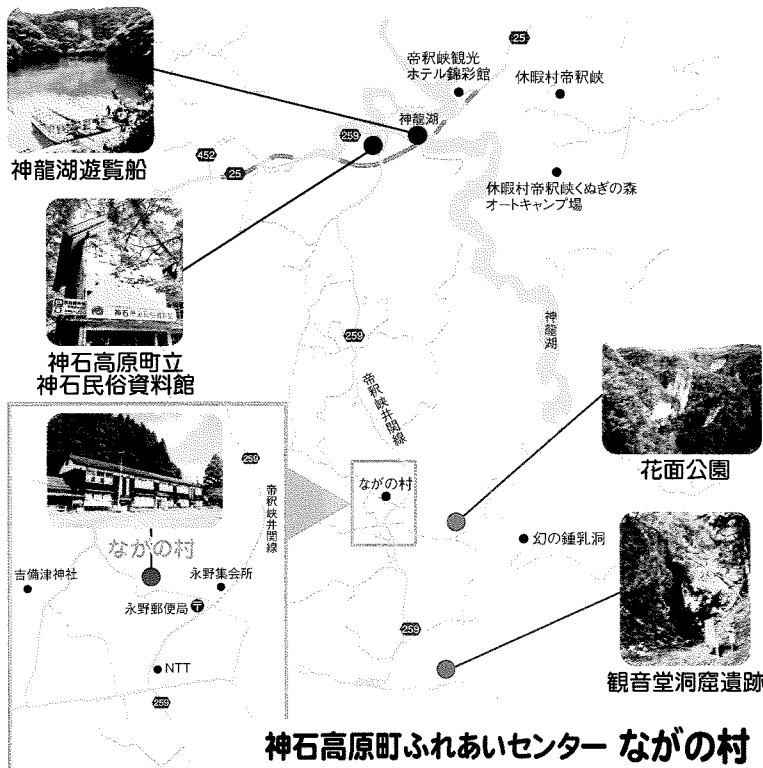 25
帝釈峡観光
ホテル錦彩館
休暇村帝釈峡
神龍湖
259
452
25
神龍湖遊覧船
休暇村帝釈峡くぬぎの森
オートキャンプ場
神龍湖
神石高原町立
神石民俗資料館
259
帝釈峡井関線
花面公園
ながの村
幻の鍾乳洞
259
帝釈峡井関線
ながの村
吉備津神社
永野集会所
永野郵便局
NTT
259
259
観音堂洞窟遺跡
神石高原町ふれあいセンター ながの村